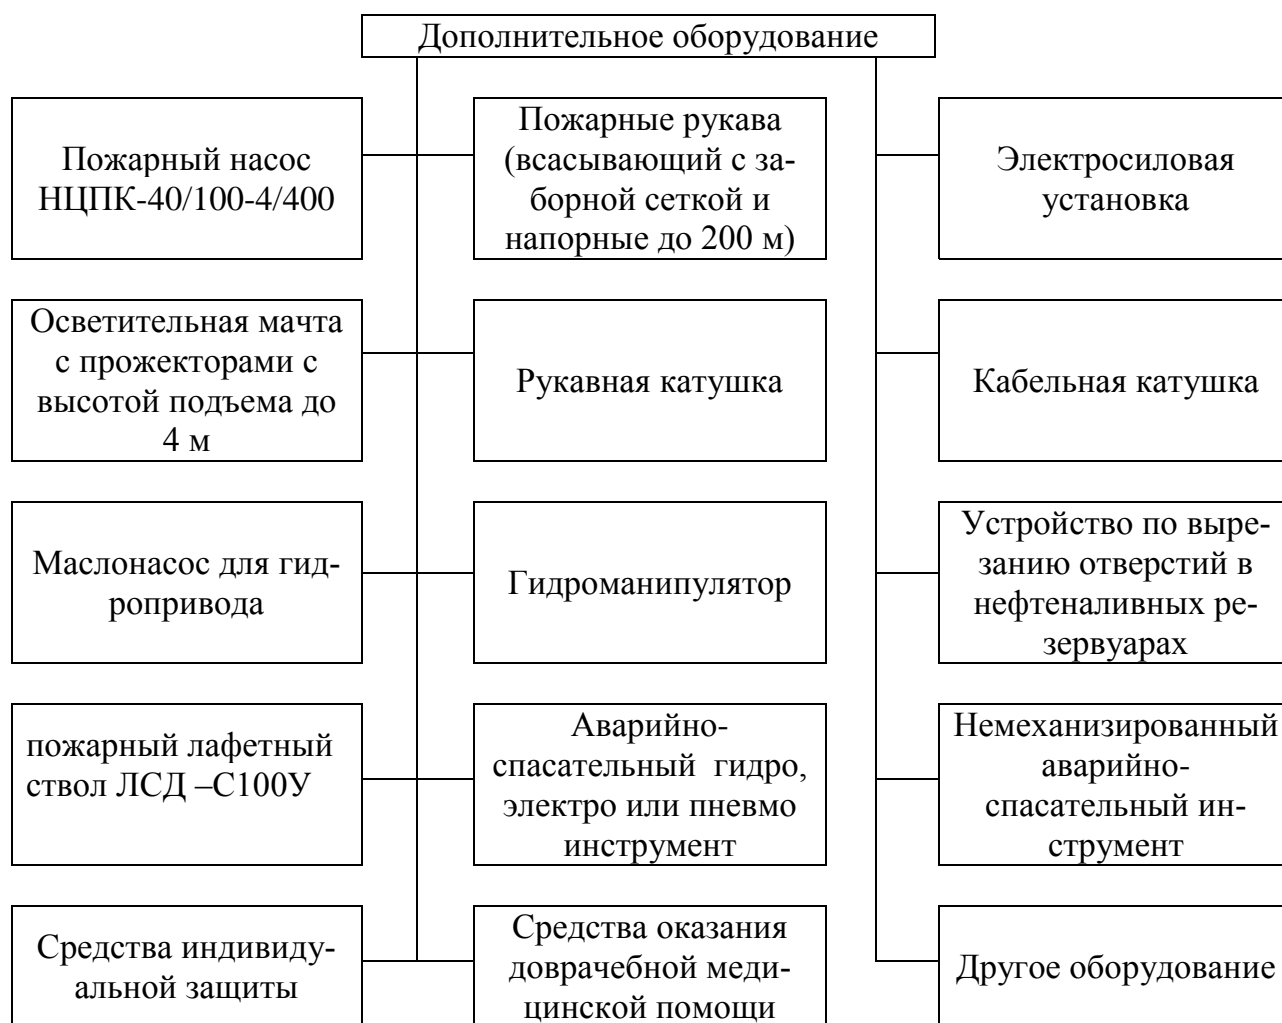 Дополнительное оборудование
Пожарный насос
НЦПК-40/100-4/400
Пожарные рукава
(всасывающий с за-
борной сеткой и
напорные до 200 м)
Электросиловая
установка
Осветительная мачта
с прожекторами с
высотой подъема до
4 м
Рукавная катушка
Кабельная катушка
Маслонасос для гид-
ропривода
Гидроманипулятор
Устройство по выре-
занию отверстий в
нефтеналивных ре-
зервуарах
пожарный лафетный
ствол ЛСД –С100У
Аварийно-
спасательный гидро,
электро или пневмо
инструмент
Немеханизированный
аварийно-
спасательный ин-
струмент
Средства индивиду-
альной защиты
Средства оказания
доврачебной меди-
цинской помощи
Другое оборудование